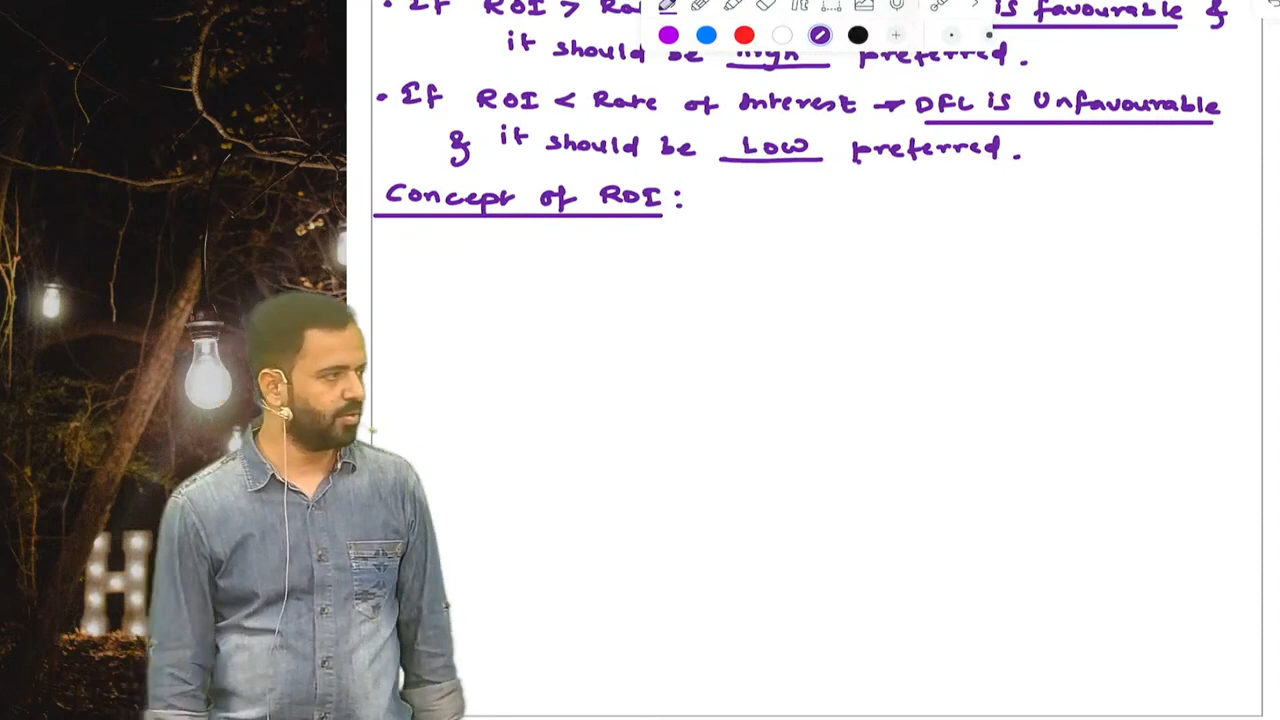 • If ROI >
is favourable &
it should be High preferred.
• If ROI < Rate of Interest → DFL is Unfavourable
& it should be Low preferred.
Concept of ROI :
H